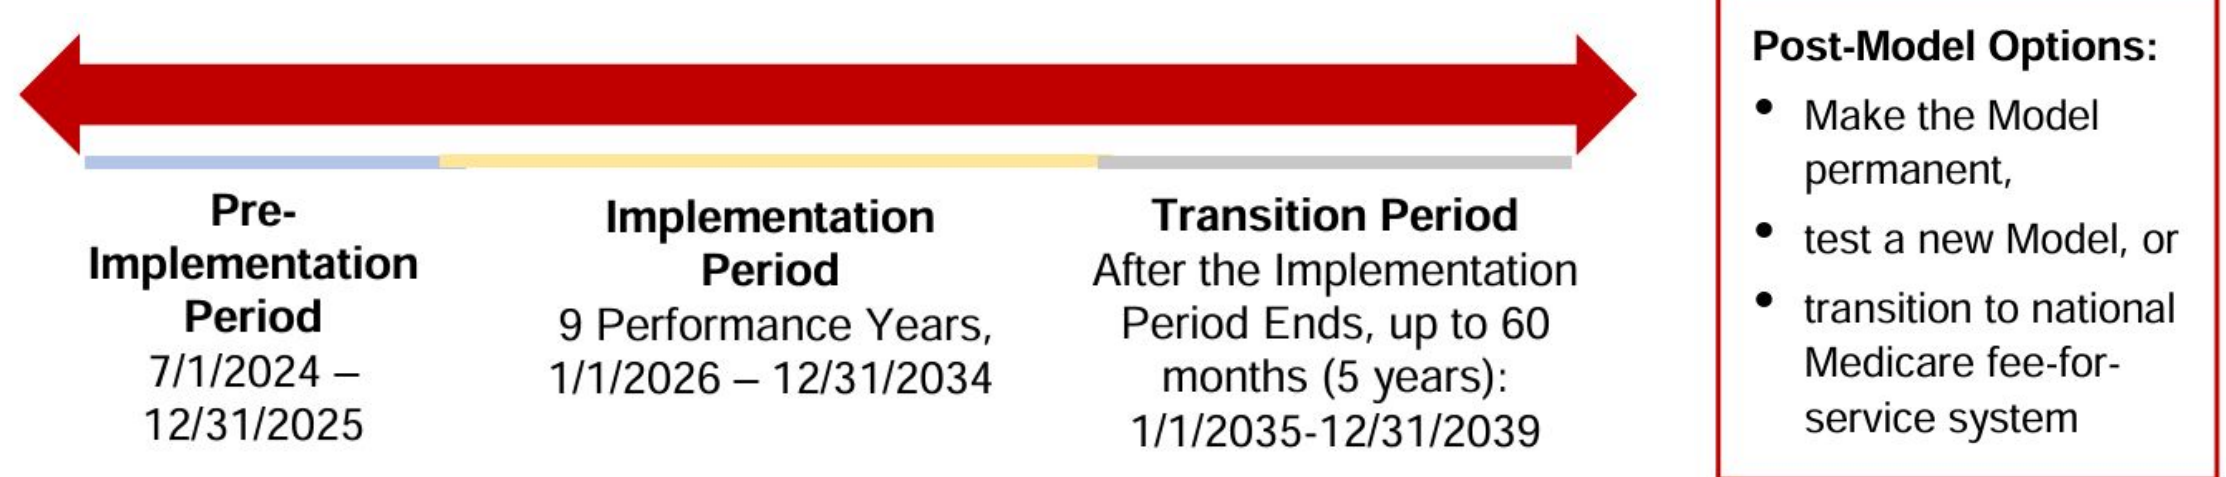 Pre-
Implementation
Period
7/1/2024 –
12/31/2025
Implementation
Period
9 Performance Years,
1/1/2026 – 12/31/2034
Transition Period
After the Implementation
Period Ends, up to 60
months (5 years):
1/1/2035-12/31/2039
Post-Model Options:
• Make the Model
permanent,
• test a new Model, or
• transition to national
Medicare fee-for-
service system